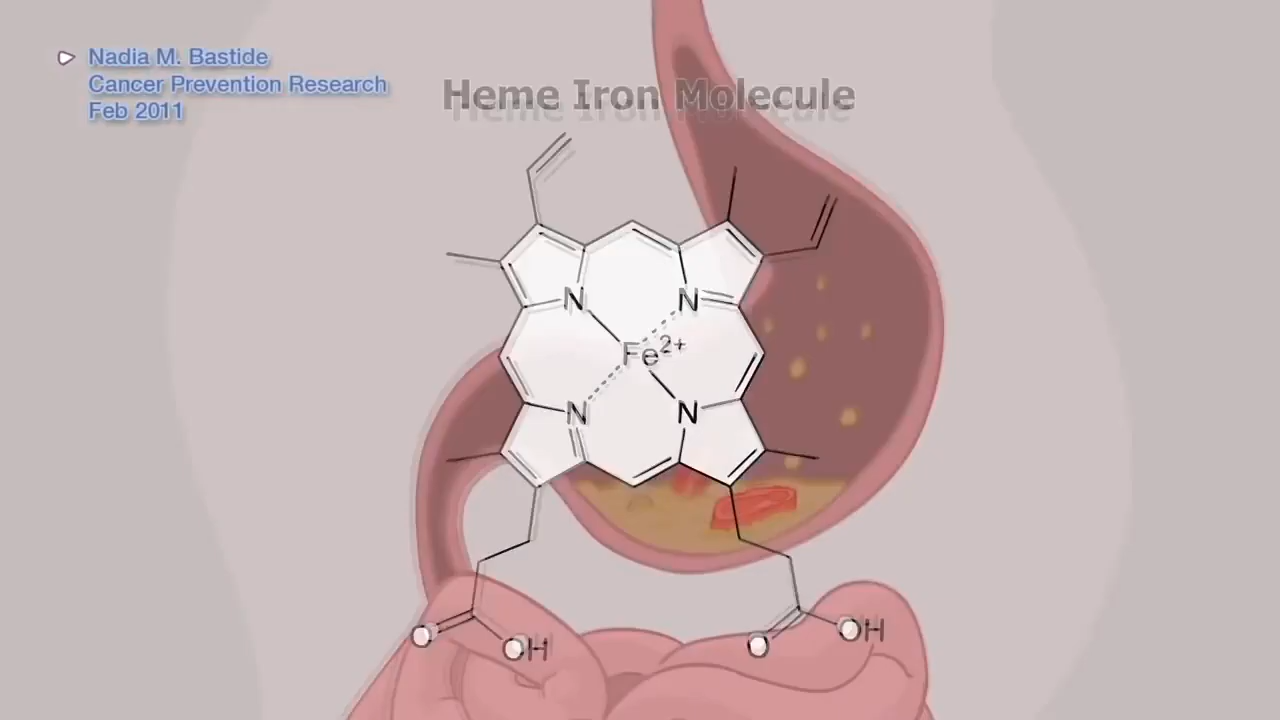 Nadia M. Bastide
Cancer Prevention Research
Feb 2011
Heme Iron Molecule
N
N
Fe2+
N
N
O
OH
O
OH